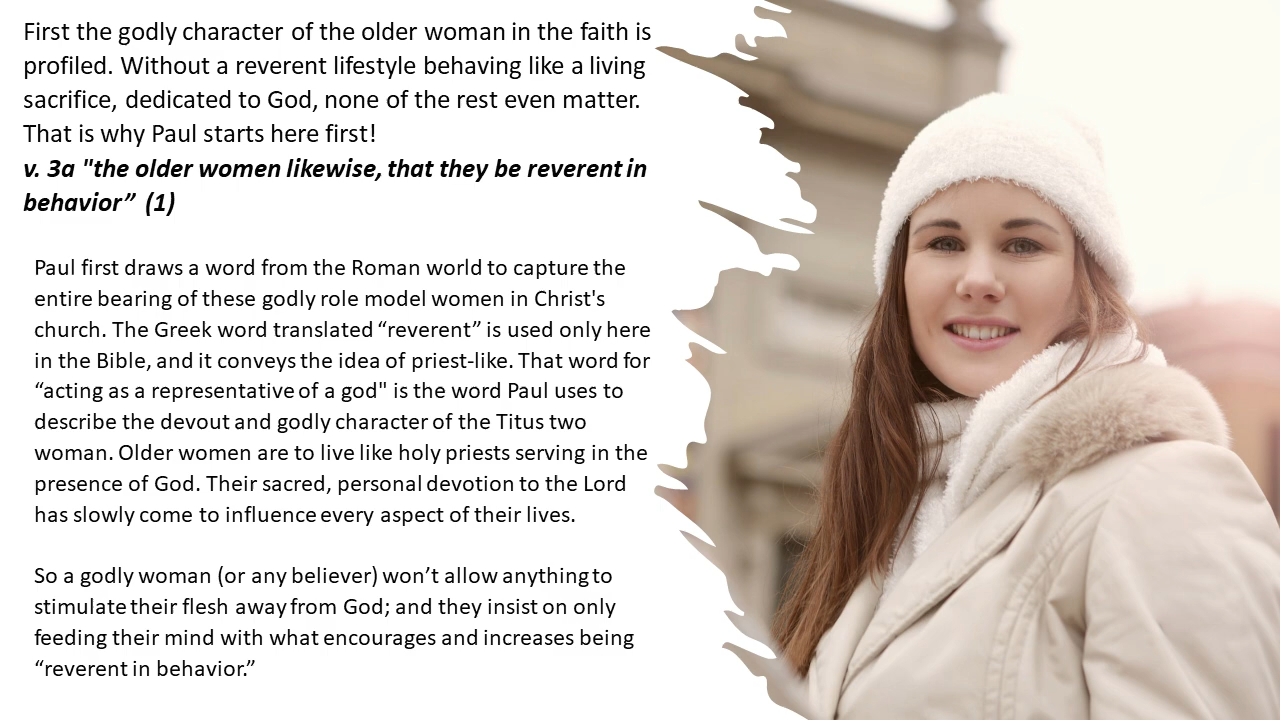 First the godly character of the older woman in the faith is
profiled. Without a reverent lifestyle behaving like a living
sacrifice, dedicated to God, none of the rest even matter.
That is why Paul starts here first!
v. 3a "the older women likewise, that they be reverent in
behavior” (1)
Paul first draws a word from the Roman world to capture the
entire bearing of these godly role model women in Christ's
church. The Greek word translated “reverent” is used only here
in the Bible, and it conveys the idea of priest-like. That word for
“acting as a representative of a god" is the word Paul uses to
describe the devout and godly character of the Titus two
woman. Older women are to live like holy priests serving in the
presence of God. Their sacred, personal devotion to the Lord
has slowly come to influence every aspect of their lives.
So a godly woman (or any believer) won’t allow anything to
stimulate their flesh away from God; and they insist on only
feeding their mind with what encourages and increases being
“reverent in behavior.”